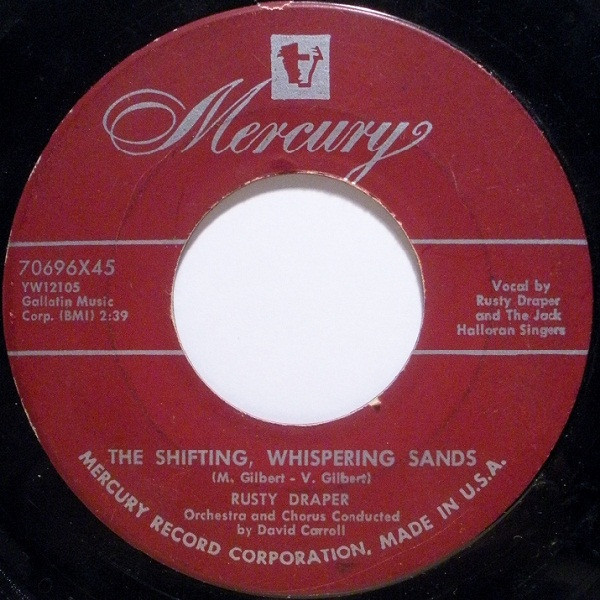 Mercury
70696X45
YW12105
Gallatin Music
Corp. (BMI) 2:39
Vocal by
Rusty Draper
and The Jack
Halloran Singers
THE SHIFTING, WHISPERING SANDS
(M. Gilbert - V. Gilbert)
RUSTY DRAPER
Orchestra and Chorus Conducted
by David Carroll
MERCURY RECORD CORPORATION. MADE IN U.S.A.